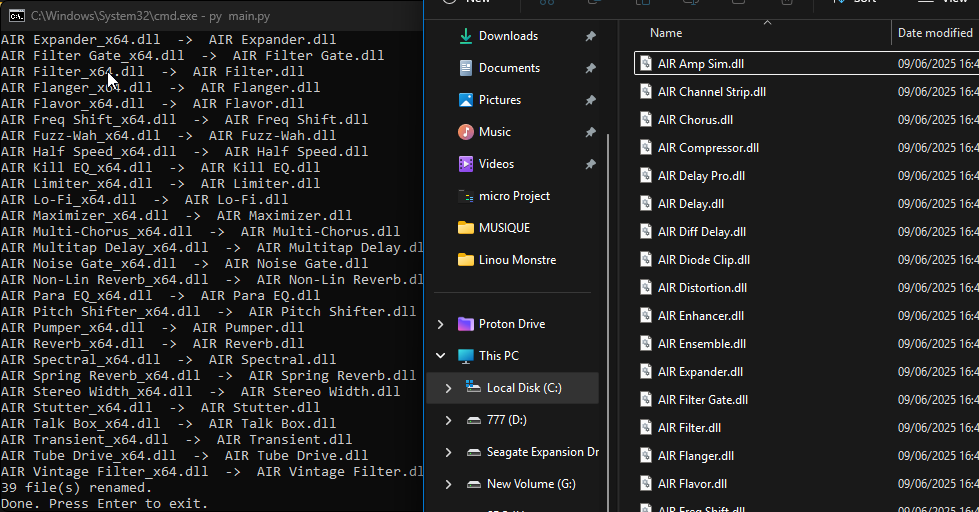 C:\Windows\System32\cmd.exe - py main.py
AIR Expander_x64.dll -> AIR Expander.dll
AIR Filter Gate_x64.dll -> AIR Filter Gate.dll
AIR Filter_x64.dll -> AIR Filter.dll
AIR Flanger_x64.dll -> AIR Flanger.dll
AIR Flavor_x64.dll -> AIR Flavor.dll
AIR Freq Shift_x64.dll -> AIR Freq Shift.dll
AIR Fuzz-Wah_x64.dll -> AIR Fuzz-Wah.dll
AIR Half Speed_x64.dll -> AIR Half Speed.dll
AIR Kill EQ_x64.dll -> AIR Kill EQ.dll
AIR Limiter_x64.dll -> AIR Limiter.dll
AIR Lo-Fi_x64.dll -> AIR Lo-Fi.dll
AIR Maximizer_x64.dll -> AIR Maximizer.dll
AIR Multi-Chorus_x64.dll -> AIR Multi-Chorus.dll
AIR Multitap Delay_x64.dll -> AIR Multitap Delay.dl
AIR Noise Gate_x64.dll -> AIR Noise Gate.dll
AIR Non-Lin Reverb_x64.dll -> AIR Non-Lin Reverb.dl
AIR Para EQ_x64.dll -> AIR Para EQ.dll
AIR Pitch Shifter_x64.dll -> AIR Pitch Shifter.dll
AIR Pumper_x64.dll -> AIR Pumper.dll
AIR Reverb_x64.dll -> AIR Reverb.dll
AIR Spectral_x64.dll -> AIR Spectral.dll
AIR Spring Reverb_x64.dll -> AIR Spring Reverb.dll
AIR Stereo Width_x64.dll -> AIR Stereo Width.dll
AIR Stutter_x64.dll -> AIR Stutter.dll
AIR Talk Box_x64.dll -> AIR Talk Box.dll
AIR Transient_x64.dll -> AIR Transient.dll
AIR Tube Drive_x64.dll -> AIR Tube Drive.dll
AIR Vintage Filter_x64.dll -> AIR Vintage Filter.dl
39 file(s) renamed.
Done. Press Enter to exit.
Downloads
Documents
Pictures
Music
Videos
micro Project
MUSIQUE
Linou Monstre
Proton Drive
This PC
Local Disk (C:)
777 (D:)
Seagate Expansion Dr
New Volume (G:)
Name Date modified
AIR Amp Sim.dll 09/06/2025 16:4
AIR Channel Strip.dll 09/06/2025 16:4
AIR Chorus.dll 09/06/2025 16:4
AIR Compressor.dll 09/06/2025 16:4
AIR Delay Pro.dll 09/06/2025 16:4
AIR Delay.dll 09/06/2025 16:4
AIR Diff Delay.dll 09/06/2025 16:4
AIR Diode Clip.dll 09/06/2025 16:4
AIR Distortion.dll 09/06/2025 16:4
AIR Enhancer.dll 09/06/2025 16:4
AIR Ensemble.dll 09/06/2025 16:4
AIR Expander.dll 09/06/2025 16:4
AIR Filter Gate.dll 09/06/2025 16:4
AIR Filter.dll 09/06/2025 16:4
AIR Flanger.dll 09/06/2025 16:4
AIR Flavor.dll 09/06/2025 16:4
AIR Freq Shift.dll 09/06/2025 16:4